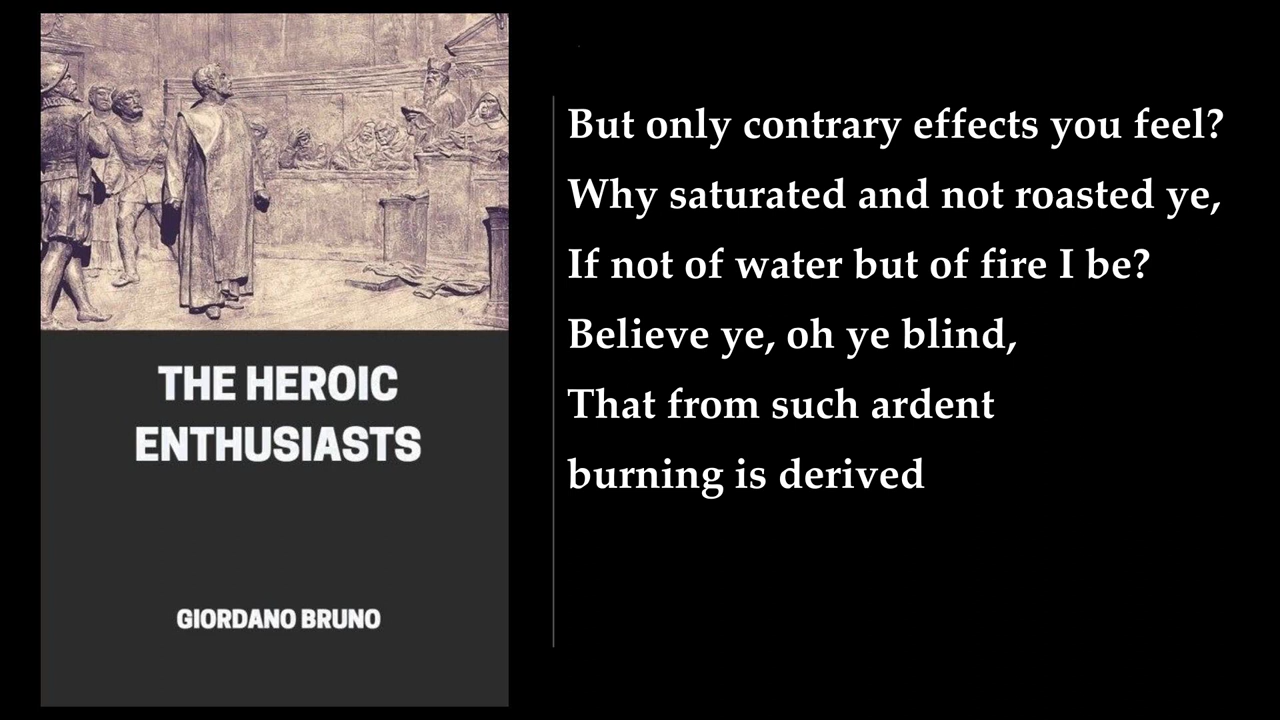 THE HEROIC
ENTHUSIASTS
GIORDANO BRUNO
But only contrary effects you feel?
Why saturated and not roasted ye,
If not of water but of fire I be?
Believe ye, oh ye blind,
That from such ardent
burning is derived